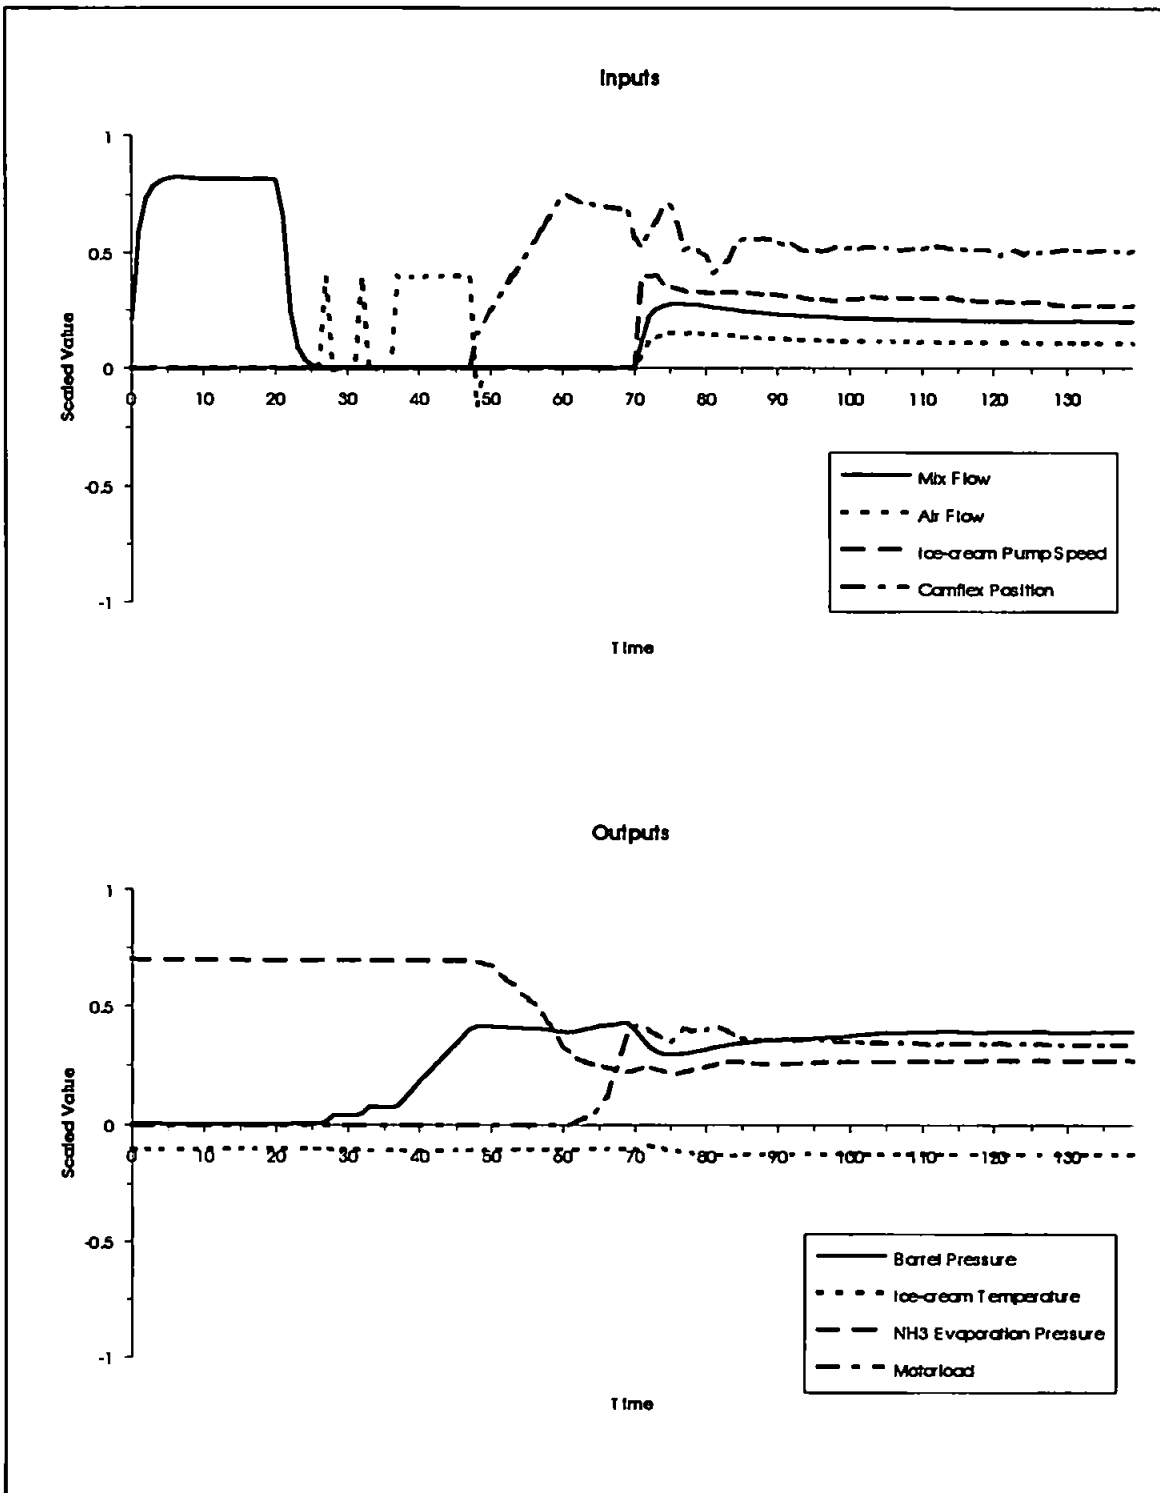 Inputs
1
0.5
0
-0.5
-1
Scaled Value
0 10 20 30 40 50 60 70 80 90 100 110 120 130
Mix Flow
Air Flow
Ice-cream Pump Speed
Camflex Position
Time
Outputs
1
0.5
0
-0.5
-1
Scaled Value
0 10 20 30 40 50 60 70 80 90 100 110 120 130
Barrel Pressure
Ice-cream Temperature
NH3 Evaporation Pressure
Motorload
Time